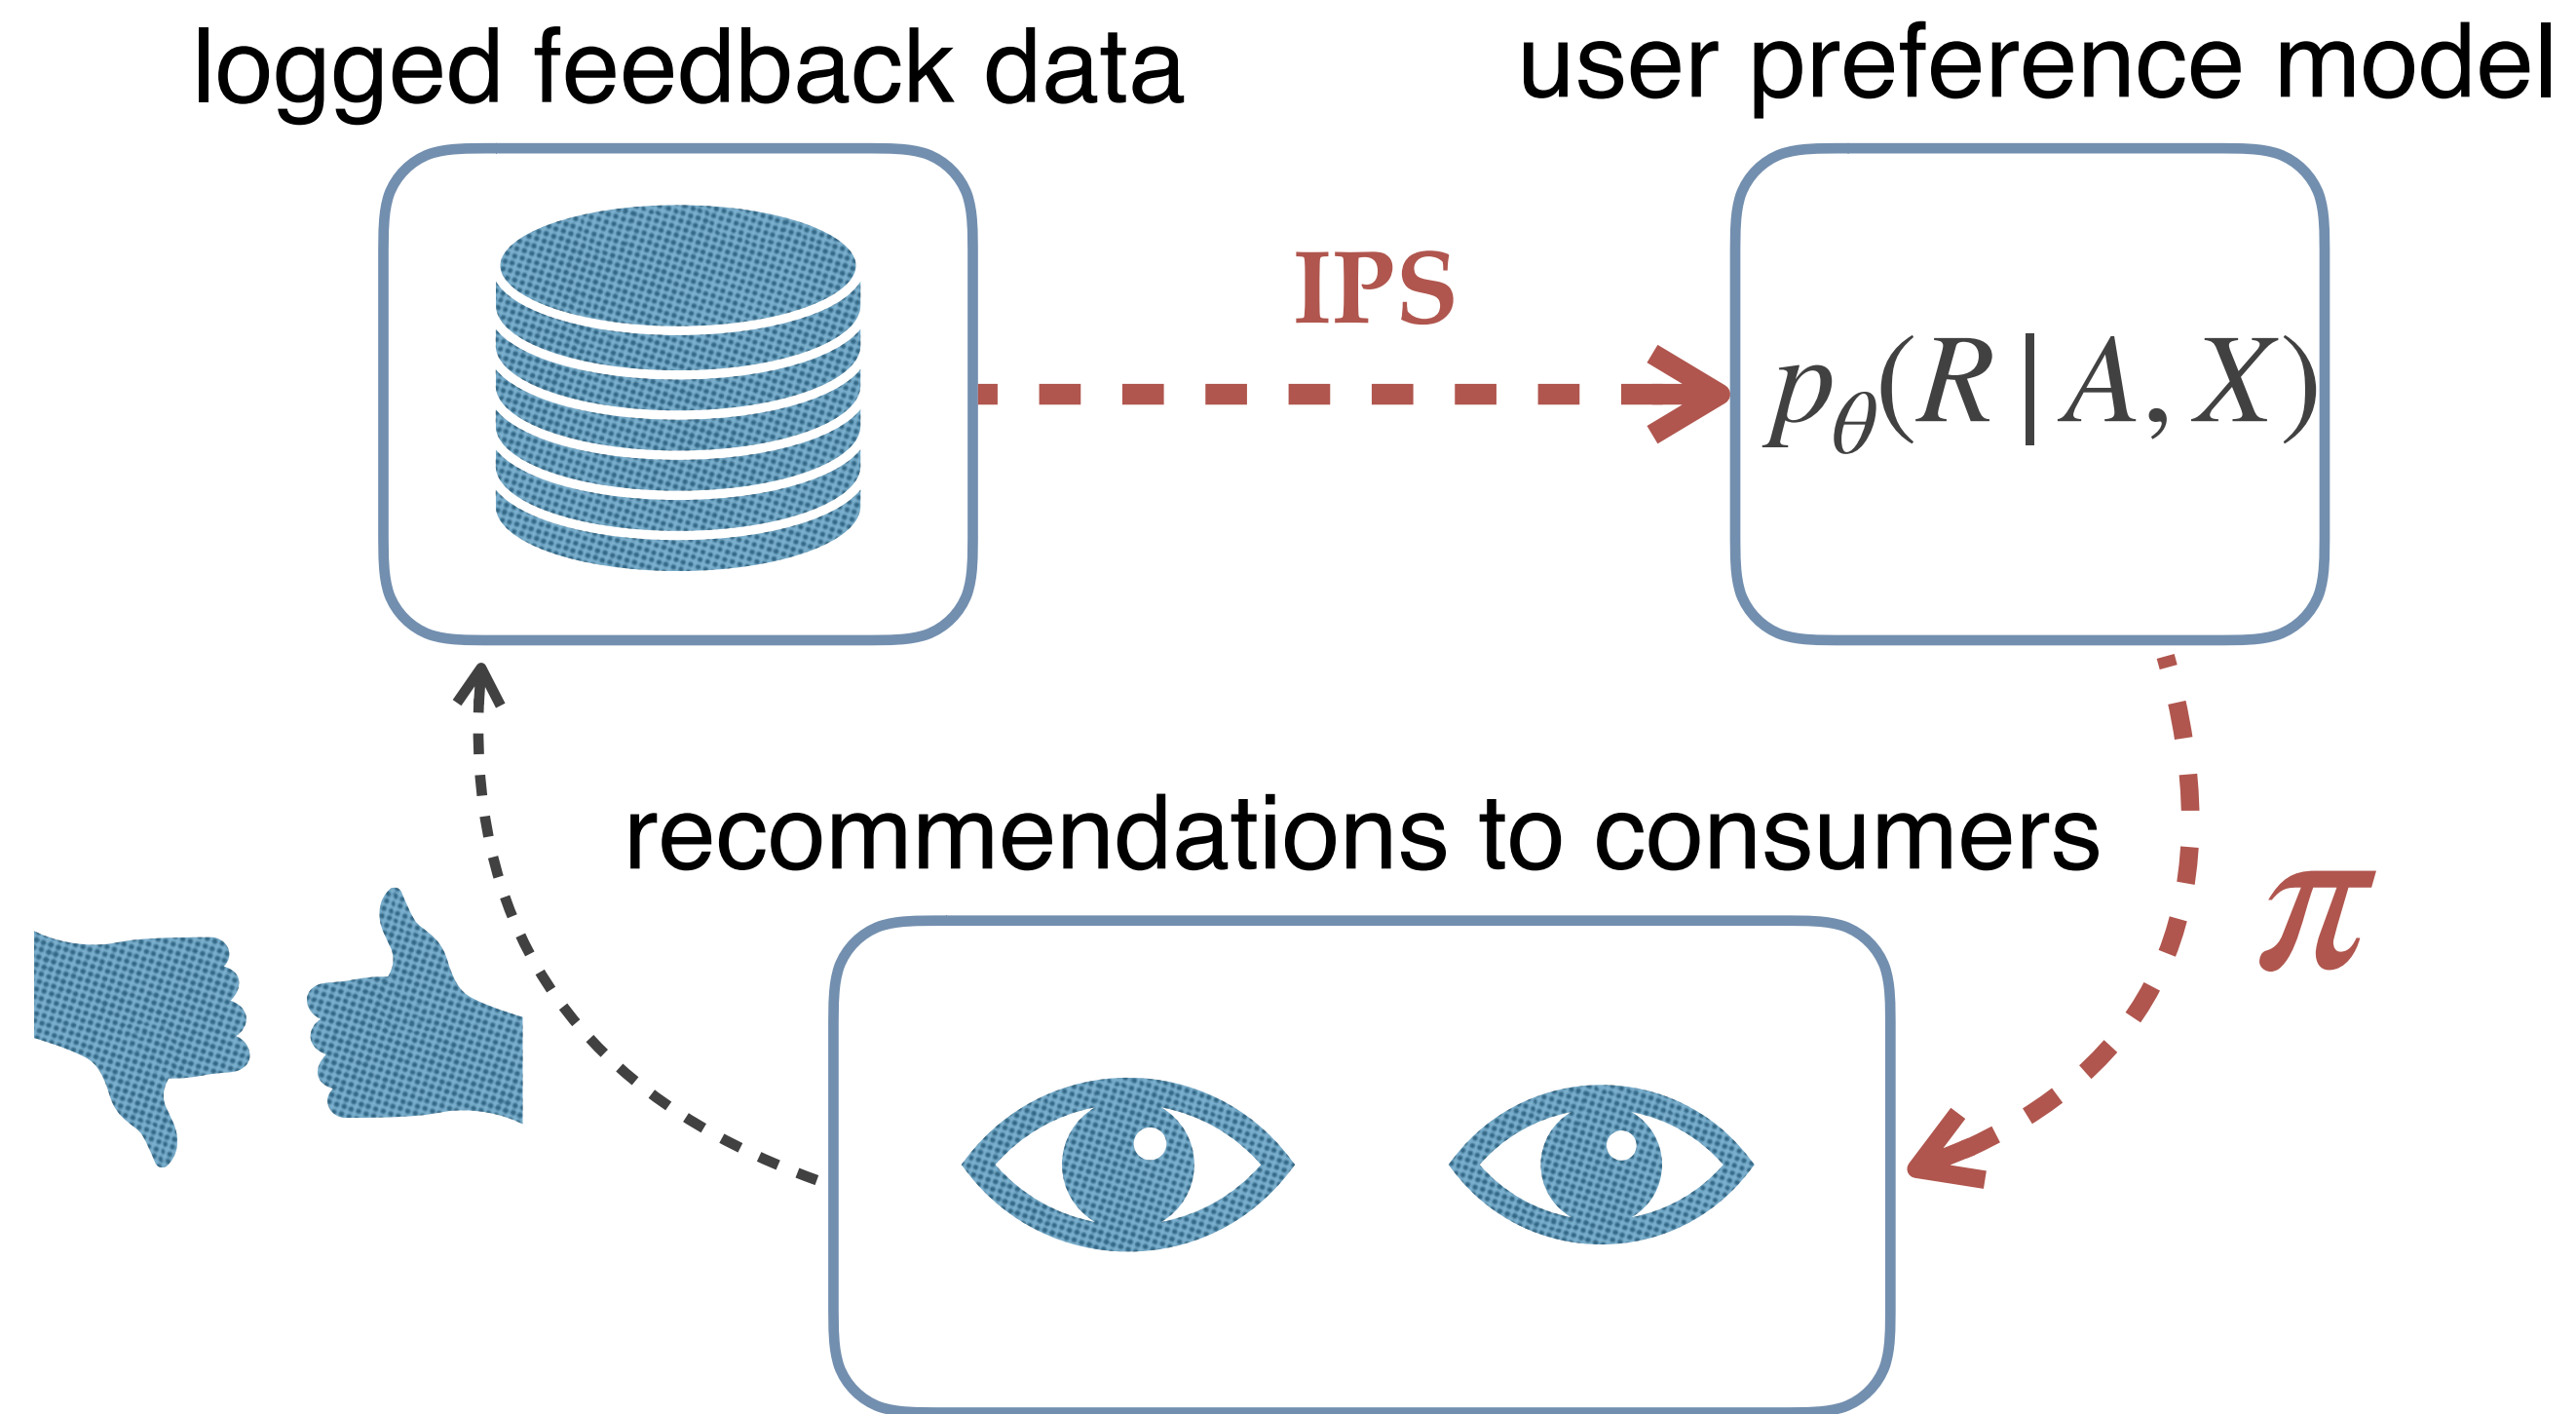 logged feedback data
user preference model
IPS
pθ(R|A, X)
recommendations to consumers
π